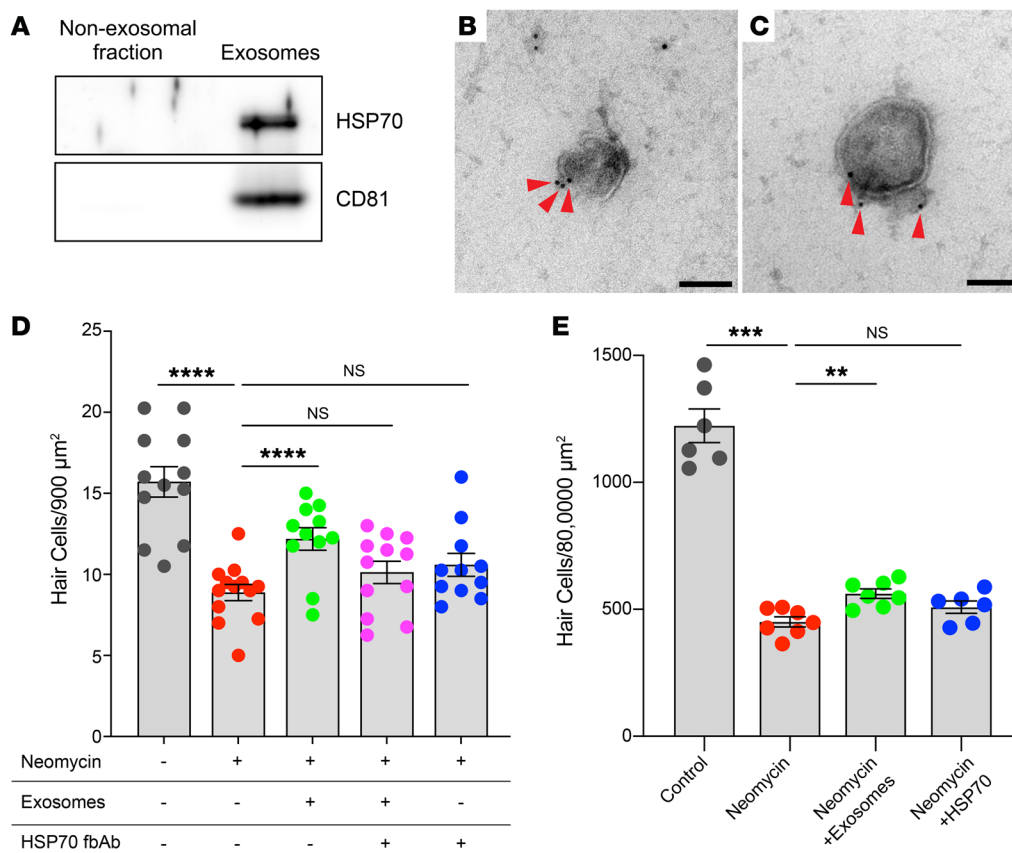 A
Non-exosomal
fraction
Exosomes
HSP70
CD81
B
C
D
Hair Cells/900 μm²
25
20
15
10
5
0
****
****
NS
NS
Neomycin - + + + +
Exosomes - - + + -
HSP70 fbAb - - - + +
E
Hair Cells/80,0000 μm²
1500
1000
500
0
***
**
NS
Control
Neomycin
Neomycin
+Exosomes
Neomycin
+HSP70